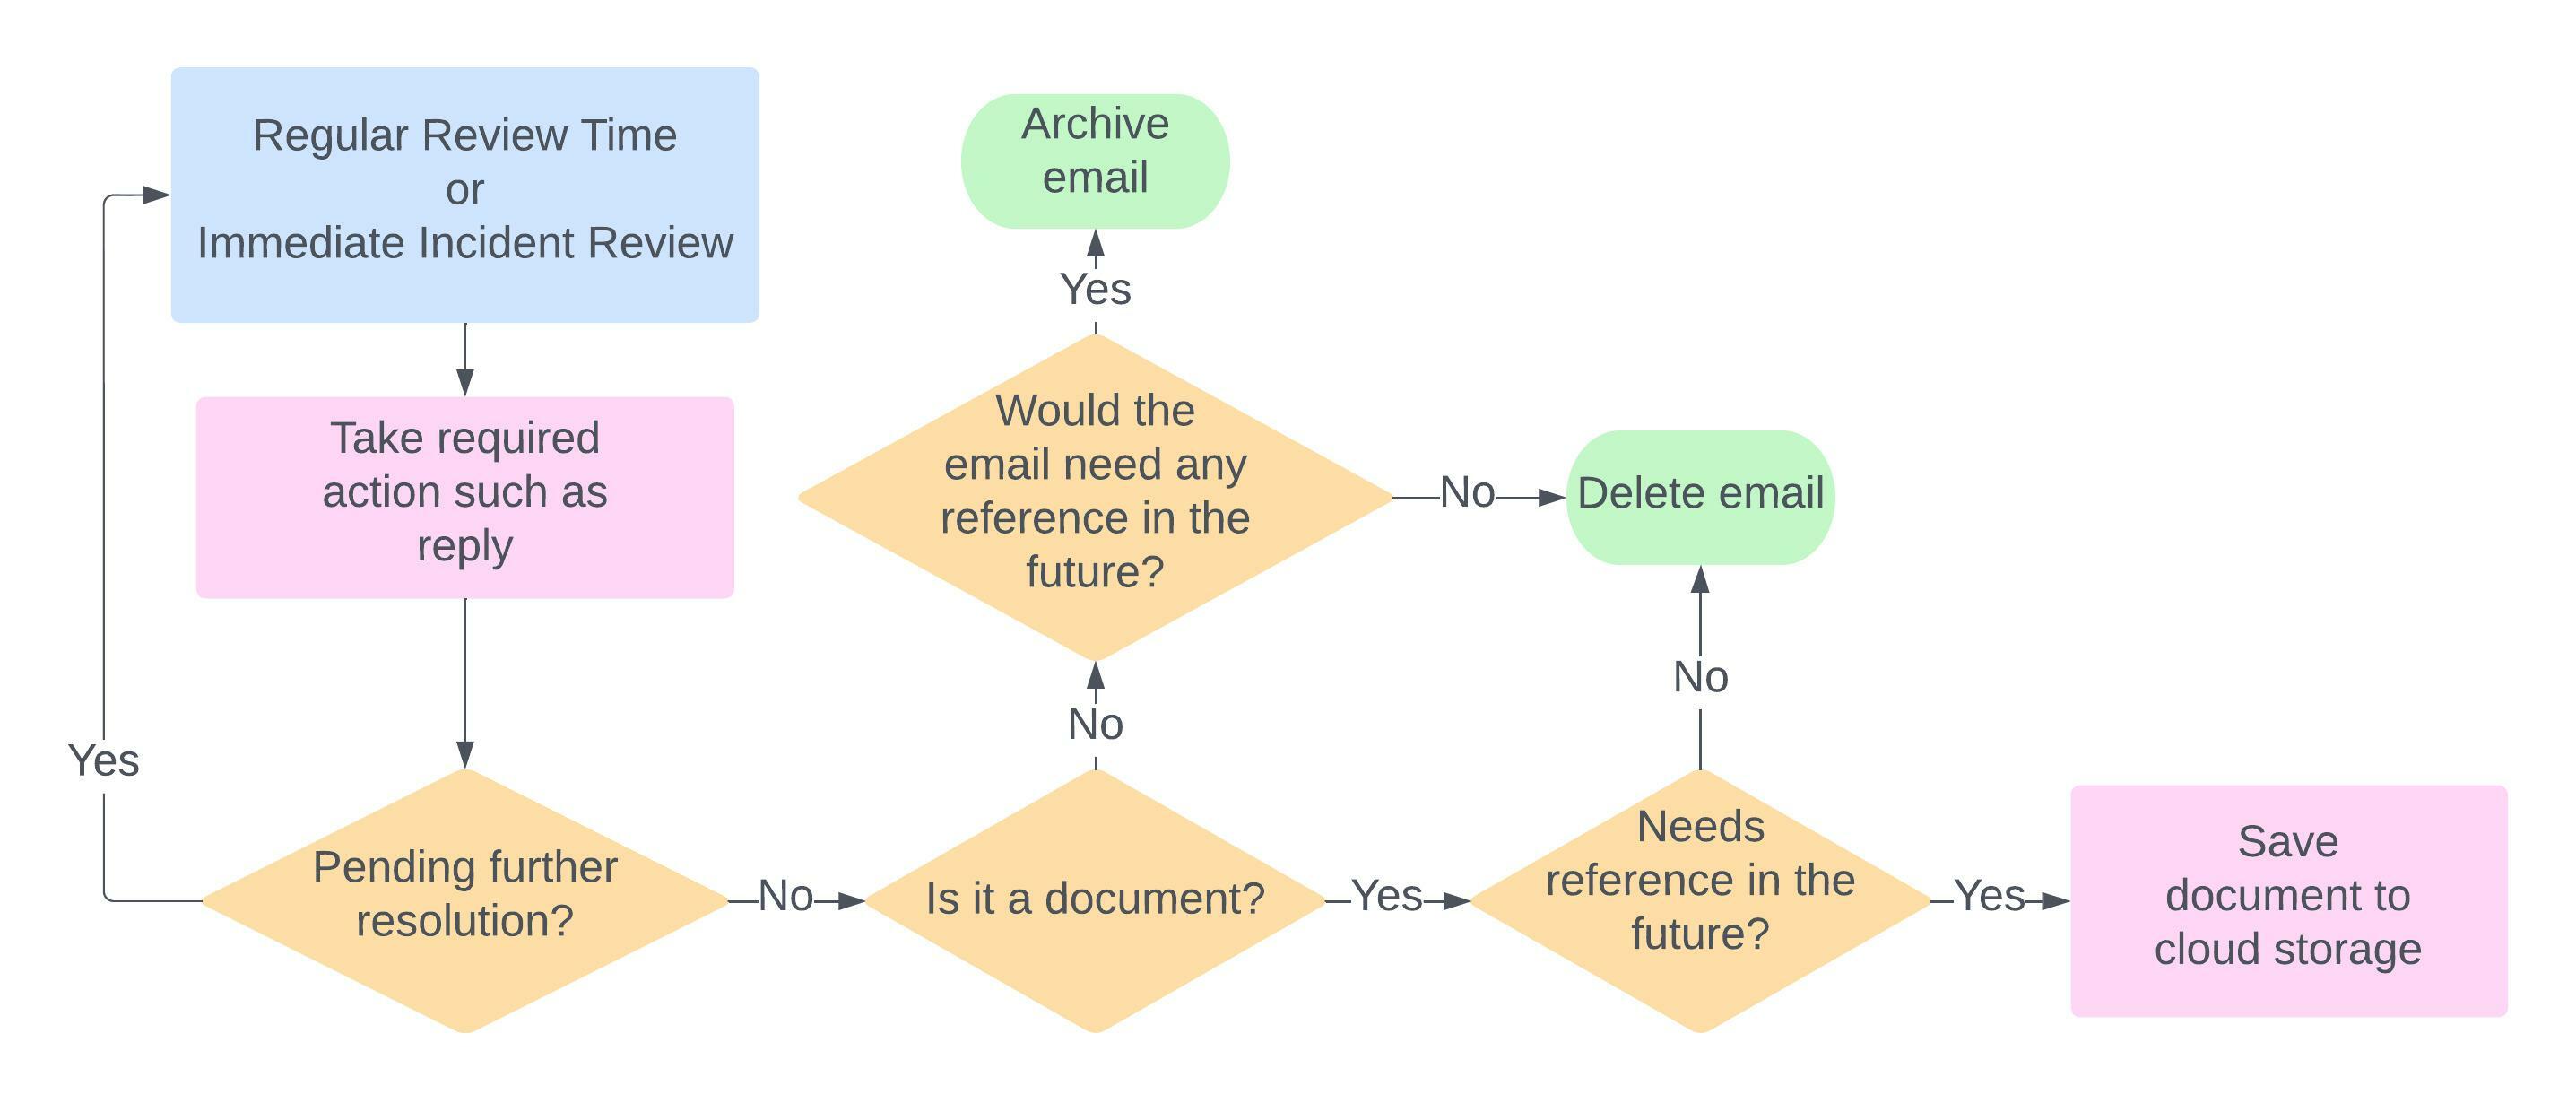 Regular Review Time
or
Immediate Incident Review
Take required
action such as
reply
Yes
Pending further
resolution?
No
Is it a document?
No
Would the
email need any
reference in the
future?
Yes
Archive
email
No
Delete email
Yes
Needs
reference in the
future?
No
Yes
Save
document to
cloud storage